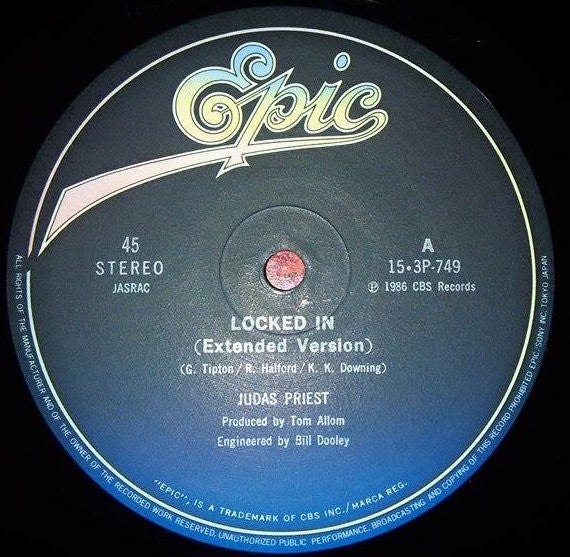 Epic
45
STEREO
JASRAC
A
15•3P-749
℗ 1986 CBS Records
LOCKED IN
(Extended Version)
(G. Tipton / R. Halford / K. K. Downing)
JUDAS PRIEST
Produced by Tom Allom
Engineered by Bill Dooley
"EPIC", IS A TRADEMARK OF CBS INC./MARCA REG.
ALL RIGHTS OF THE MANUFACTURER AND OF THE OWNER OF THE RECORDED WORK RESERVED, UNAUTHORIZED PUBLIC PERFORMANCE, BROADCASTING AND COPYING OF THIS RECORD PROHIBITED EPIC/SONY INC. TOKYO JAPAN